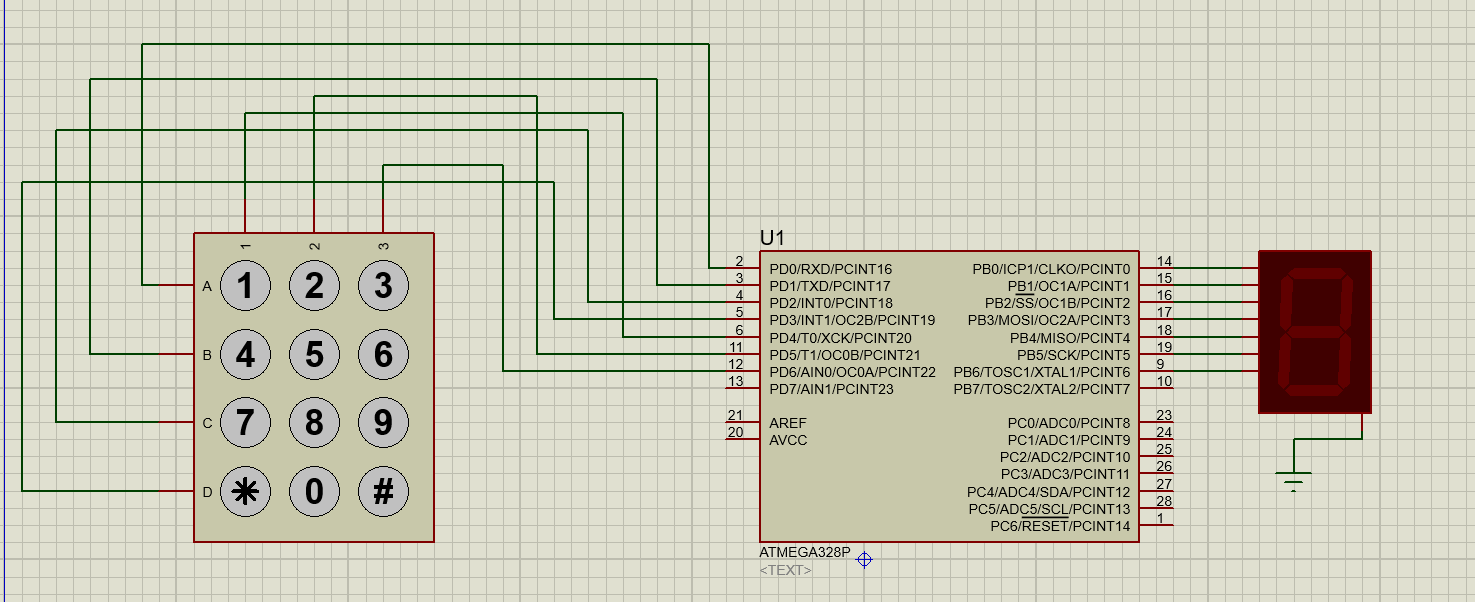 U1
1 2 3
A 1 2 3
B 4 5 6
C 7 8 9
D * 0 #
2 PD0/RXD/PCINT16 PB0/ICP1/CLKO/PCINT0 14
3 PD1/TXD/PCINT17 PB1/OC1A/PCINT1 15
4 PD2/INT0/PCINT18 PB2/SS/OC1B/PCINT2 16
5 PD3/INT1/OC2B/PCINT19 PB3/MOSI/OC2A/PCINT3 17
6 PD4/T0/XCK/PCINT20 PB4/MISO/PCINT4 18
11 PD5/T1/OC0B/PCINT21 PB5/SCK/PCINT5 19
12 PD6/AIN0/OC0A/PCINT22 PB6/TOSC1/XTAL1/PCINT6 9
13 PD7/AIN1/PCINT23 PB7/TOSC2/XTAL2/PCINT7 10
21 AREF PC0/ADC0/PCINT8 23
20 AVCC PC1/ADC1/PCINT9 24
PC2/ADC2/PCINT10 25
PC3/ADC3/PCINT11 26
PC4/ADC4/SDA/PCINT12 27
PC5/ADC5/SCL/PCINT13 28
PC6/RESET/PCINT14 1
ATMEGA328P
<TEXT>